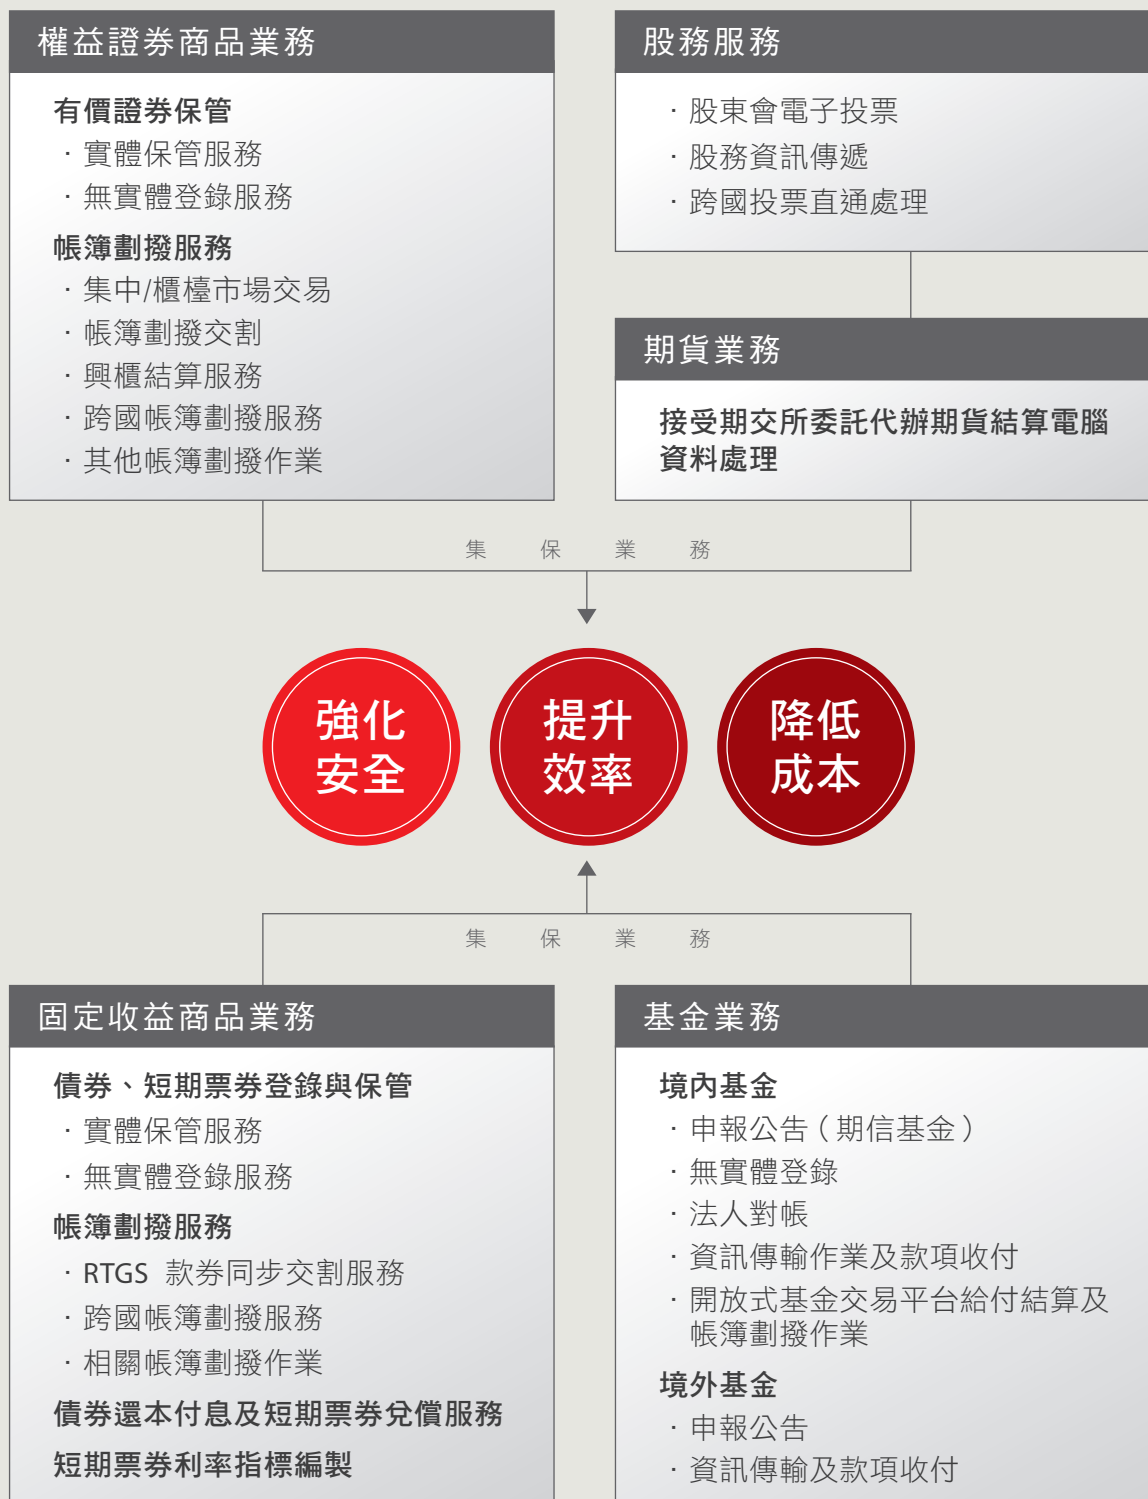 權益證券商品業務
有價證券保管
·實體保管服務
·無實體登錄服務
帳簿劃撥服務
·集中/櫃檯市場交易
·帳簿劃撥交割
·興櫃結算服務
·跨國帳簿劃撥服務
·其他帳簿劃撥作業
股務服務
·股東會電子投票
·股務資訊傳遞
·跨國投票直通處理
期貨業務
接受期交所委託代辦期貨結算電腦
資料處理
集保業務
強化
安全
提升
效率
降低
成本
集保業務
固定收益商品業務
債券、短期票券登錄與保管
·實體保管服務
·無實體登錄服務
帳簿劃撥服務
·RTGS 款券同步交割服務
·跨國帳簿劃撥服務
·相關帳簿劃撥作業
債券還本付息及短期票券兌償服務
短期票券利率指標編製
基金業務
境內基金
·申報公告（期信基金）
·無實體登錄
·法人對帳
·資訊傳輸作業及款項收付
·開放式基金交易平台給付結算及
帳簿劃撥作業
境外基金
·申報公告
·資訊傳輸及款項收付